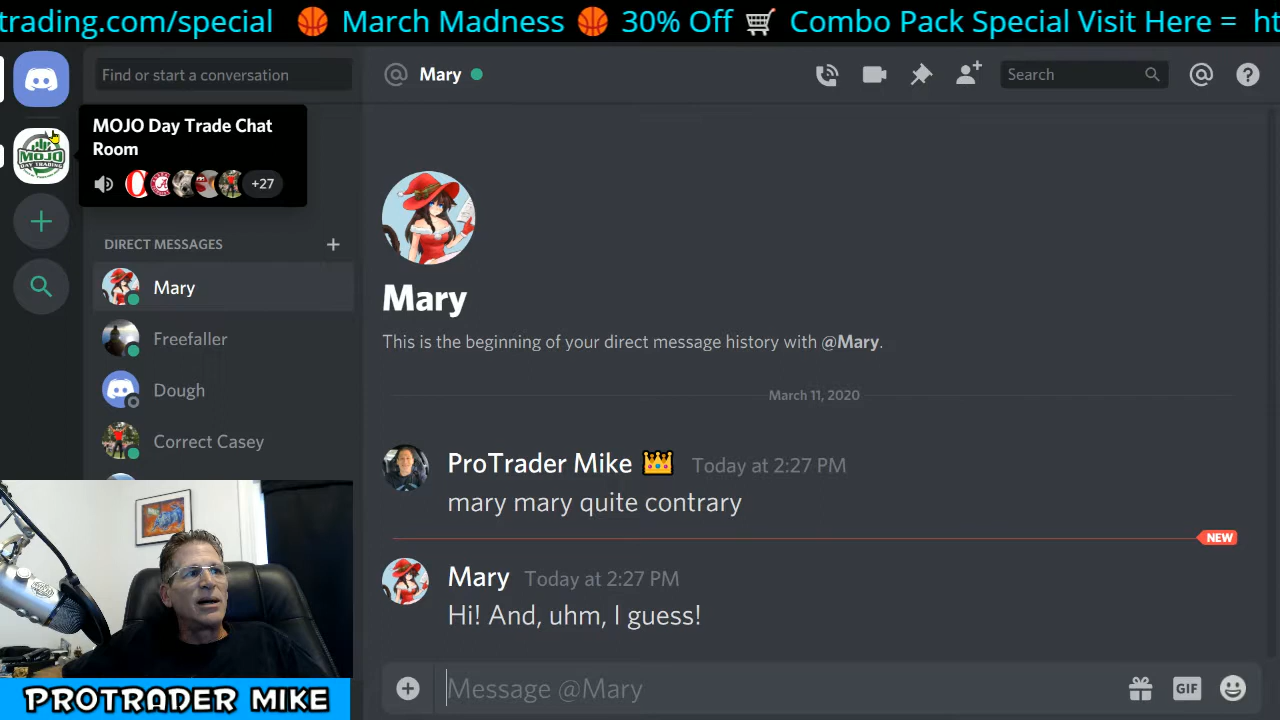 trading.com/special 🏀 March Madness 🏀 30% Off 🛒 Combo Pack Special Visit Here = ht
Find or start a conversation
@ Mary
Search
MOJO Day Trade Chat
Room
+27
MOJO
DAY TRADING
DIRECT MESSAGES +
Mary
Freefaller
Dough
Correct Casey
Mary
This is the beginning of your direct message history with @Mary.
March 11, 2020
ProTrader Mike 👑 Today at 2:27 PM
mary mary quite contrary
NEW
Mary Today at 2:27 PM
Hi! And, uhm, I guess!
Message @Mary
GIF
PROTRADER MIKE